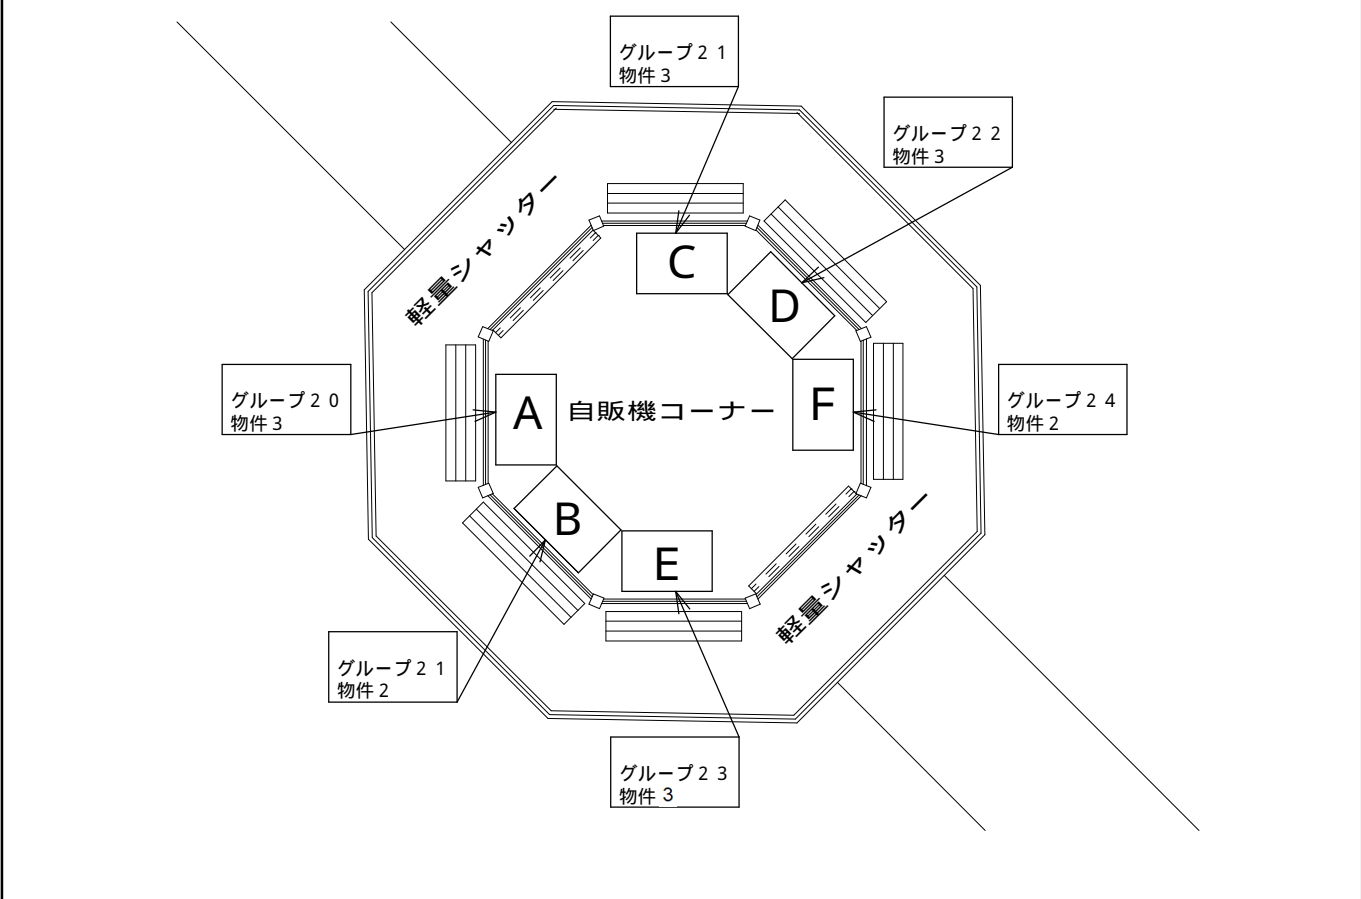 グループ２１
物件３
グループ２２
物件３
軽量シャッター
C
D
グループ２０
物件３
A
自販機コーナー
F
グループ２４
物件２
B
E
軽量シャッター
グループ２１
物件２
グループ２３
物件 3